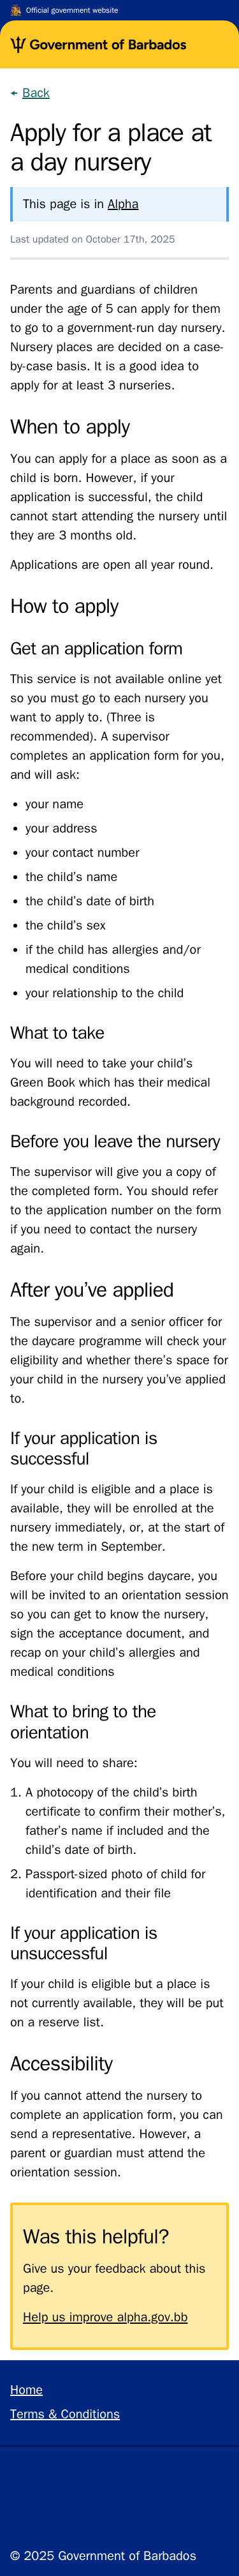 Official government website
Government of Barbados
← Back
Apply for a place at
a day nursery
This page is in Alpha
Last updated on October 17th, 2025
Parents and guardians of children
under the age of 5 can apply for them
to go to a government-run day nursery.
Nursery places are decided on a case-
by-case basis. It is a good idea to
apply for at least 3 nurseries.
When to apply
You can apply for a place as soon as a
child is born. However, if your
application is successful, the child
cannot start attending the nursery until
they are 3 months old.
Applications are open all year round.
How to apply
Get an application form
This service is not available online yet
so you must go to each nursery you
want to apply to. (Three is
recommended). A supervisor
completes an application form for you,
and will ask:
• your name
• your address
• your contact number
• the child's name
• the child's date of birth
• the child's sex
• if the child has allergies and/or
medical conditions
• your relationship to the child
What to take
You will need to take your child's
Green Book which has their medical
background recorded.
Before you leave the nursery
The supervisor will give you a copy of
the completed form. You should refer
to the application number on the form
if you need to contact the nursery
again.
After you've applied
The supervisor and a senior officer for
the daycare programme will check your
eligibility and whether there's space for
your child in the nursery you've applied
to.
If your application is
successful
If your child is eligible and a place is
available, they will be enrolled at the
nursery immediately, or, at the start of
the new term in September.
Before your child begins daycare, you
will be invited to an orientation session
so you can get to know the nursery,
sign the acceptance document, and
recap on your child's allergies and
medical conditions
What to bring to the
orientation
You will need to share:
1. A photocopy of the child's birth
certificate to confirm their mother's,
father's name if included and the
child's date of birth.
2. Passport-sized photo of child for
identification and their file
If your application is
unsuccessful
If your child is eligible but a place is
not currently available, they will be put
on a reserve list.
Accessibility
If you cannot attend the nursery to
complete an application form, you can
send a representative. However, a
parent or guardian must attend the
orientation session.
Was this helpful?
Give us your feedback about this
page.
Help us improve alpha.gov.bb
Home
Terms & Conditions
© 2025 Government of Barbados